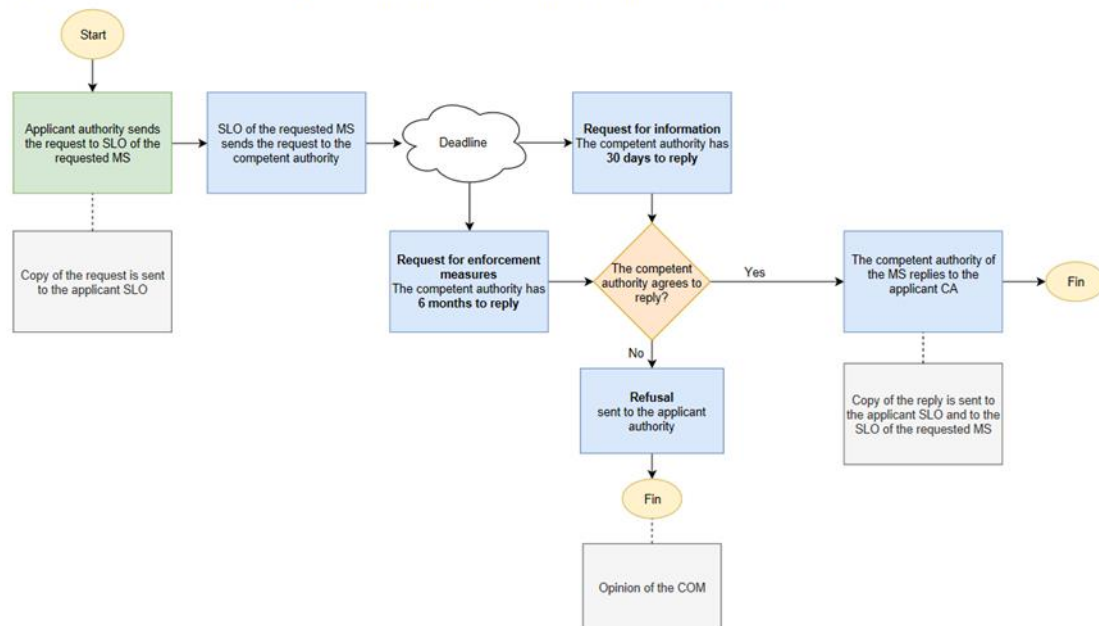 Start
Applicant authority sends
the request to SLO of the
requested MS
SLO of the requested MS
sends the request to the
competent authority
Deadline
Request for information
The competent authority has
30 days to reply
Copy of the request is sent
to the applicant SLO
Request for enforcement
measures
The competent authority has
6 months to reply
The competent
authority agrees to
reply?
Yes
The competent authority of
the MS replies to the
applicant CA
Fin
No
Refusal
sent to the applicant
authority
Copy of the reply is sent to
the applicant SLO and to the
SLO of the requested MS
Fin
Opinion of the COM